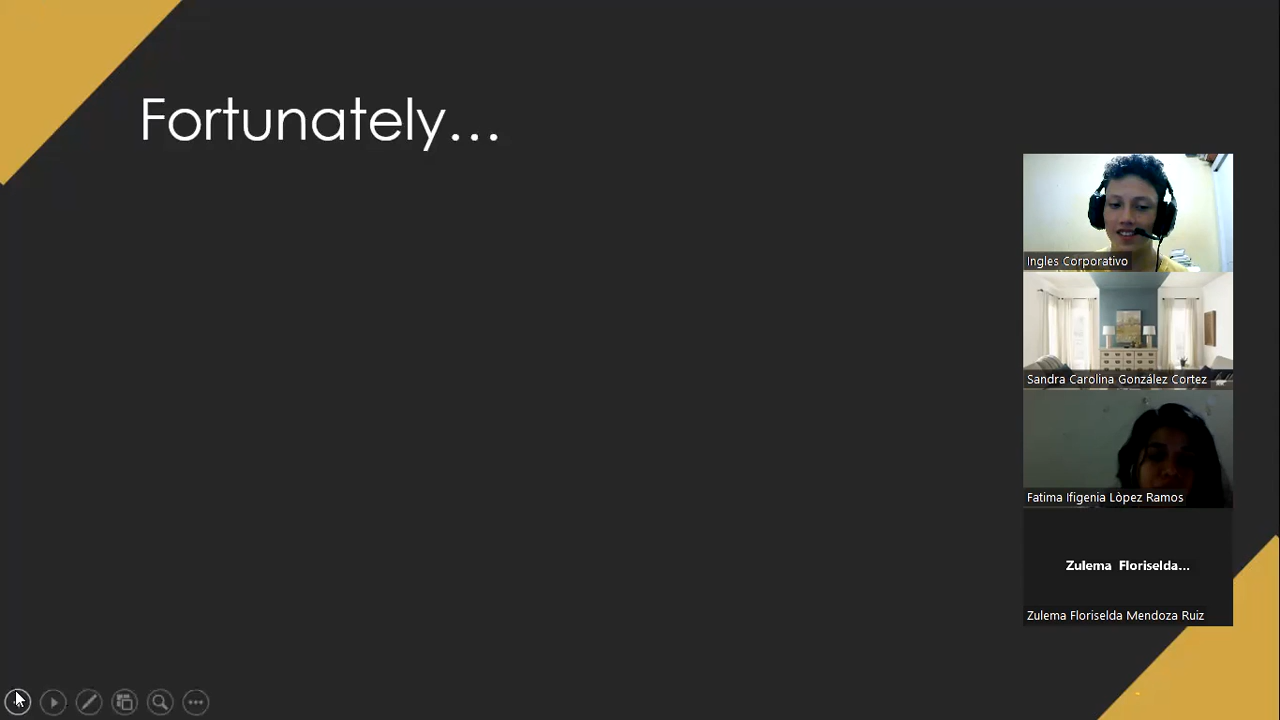 Fortunately...
Ingles Corporativo
Sandra Carolina González Cortez
Fatima Ifigenia Lòpez Ramos
Zulema Floriselda...
Zulema Floriselda Mendoza Ruiz